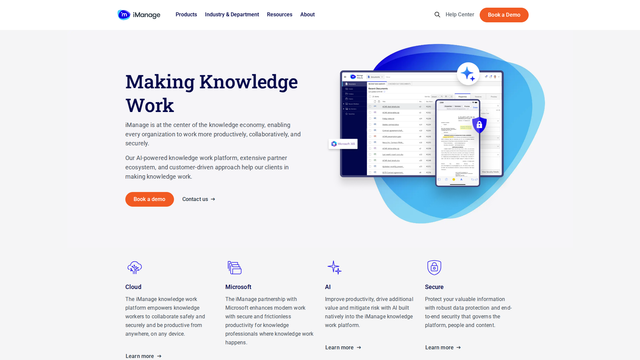 iManage
Products
Industry & Department
Resources
About
Help Center
Book a Demo
Making Knowledge
Work
iManage is at the center of the knowledge economy, enabling
every organization to work more productively, collaboratively, and
securely.
Our AI-powered knowledge work platform, extensive partner
ecosystem, and customer-driven approach help our clients in
making knowledge work.
Book a demo
Contact us
Cloud
The iManage knowledge work
platform empowers knowledge
workers to collaborate safely and
securely and be productive from
anywhere, on any device.
Learn more
Microsoft
The iManage partnership with
Microsoft enhances modern work
with secure and frictionless
productivity for knowledge
professionals where knowledge work
happens.
AI
Improve productivity, drive additional
value and mitigate risk with AI built
natively into the iManage knowledge
work platform.
Learn more
Secure
Protect your valuable information
with robust data protection and end-
to-end security that governs the
platform, people and content.
Learn more